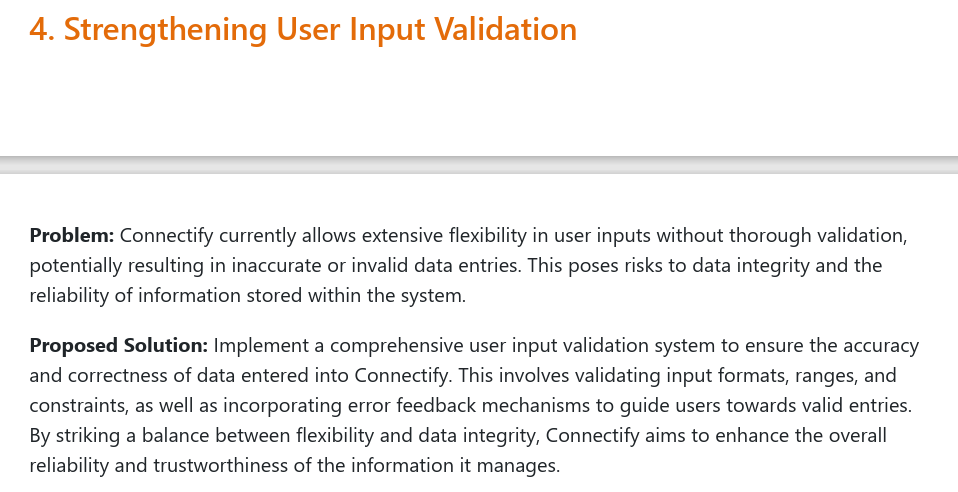 4. Strengthening User Input Validation
Problem: Connectify currently allows extensive flexibility in user inputs without thorough validation,
potentially resulting in inaccurate or invalid data entries. This poses risks to data integrity and the
reliability of information stored within the system.
Proposed Solution: Implement a comprehensive user input validation system to ensure the accuracy
and correctness of data entered into Connectify. This involves validating input formats, ranges, and
constraints, as well as incorporating error feedback mechanisms to guide users towards valid entries.
By striking a balance between flexibility and data integrity, Connectify aims to enhance the overall
reliability and trustworthiness of the information it manages.